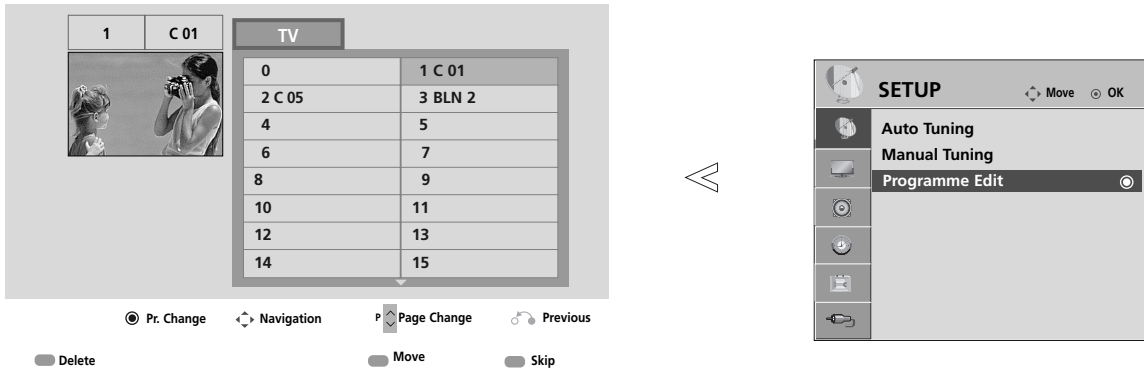 1 C 01
TV
0 1 C 01
2 C 05 3 BLN 2
4 5
6 7
8 9
10 11
12 13
14 15
Pr. Change Navigation P Page Change Previous
Delete Move Skip
SETUP Move OK
Auto Tuning
Manual Tuning
Programme Edit